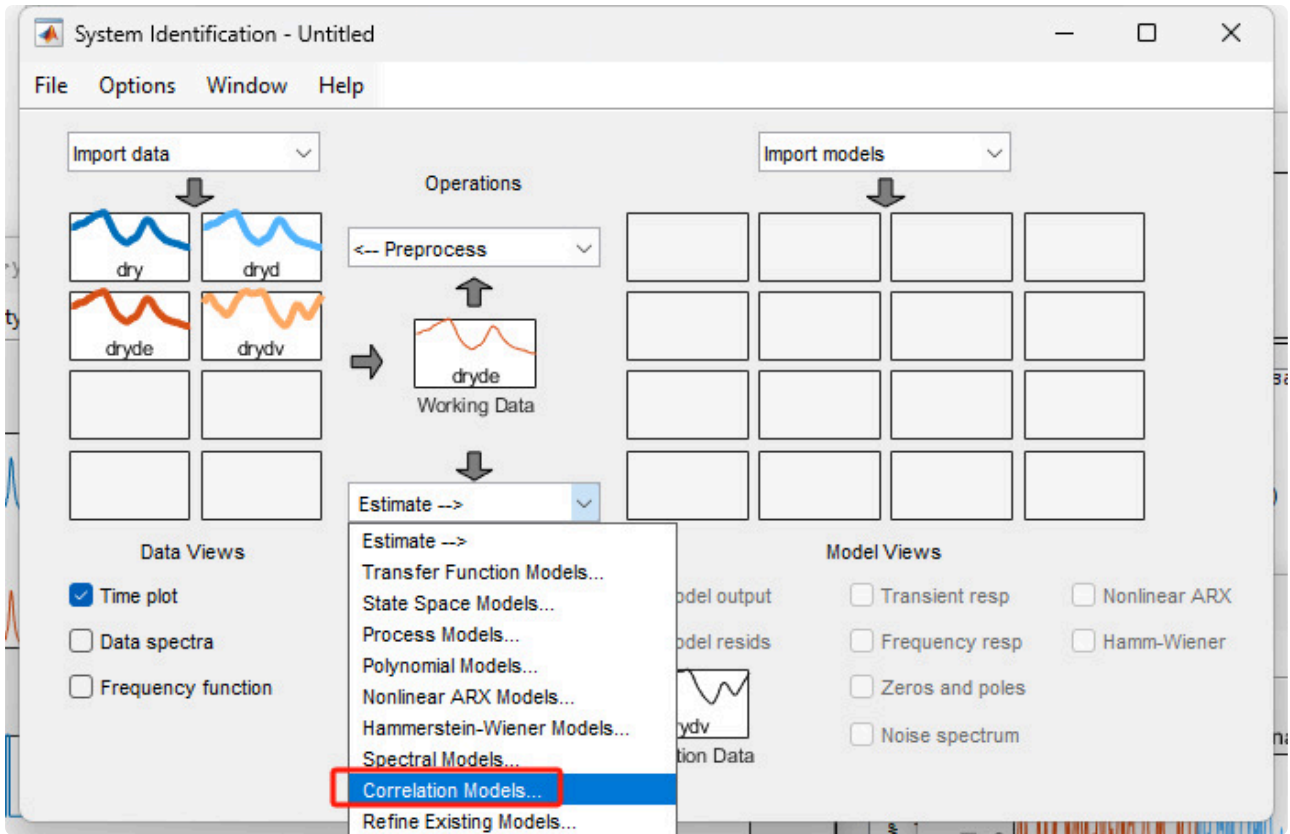 System Identification - Untitled
File Options Window Help
Import data
Import models
Operations
dry
dryd
<-- Preprocess
dryde
drydv
dryde
Working Data
Estimate -->
Estimate -->
Transfer Function Models...
State Space Models...
Process Models...
Polynomial Models...
Nonlinear ARX Models...
Hammerstein-Wiener Models...
Spectral Models...
Correlation Models...
Refine Existing Models...
Data Views
Time plot
Data spectra
Frequency function
Model Views
odel output
Transient resp
Nonlinear ARX
odel resids
Frequency resp
Hamm-Wiener
Zeros and poles
ydv
Noise spectrum
tion Data